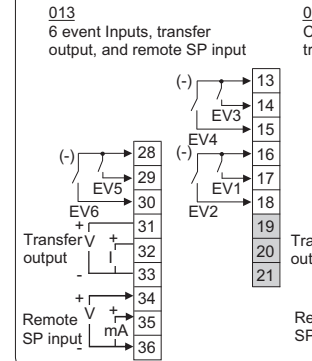 013
6 event Inputs, transfer
output, and remote SP input
(-)
13
14
EV3
15
EV4
(-)
16
17
EV1
18
EV2
19
20
21
(-)
28
29
EV5
30
EV6
+
31
Transfer
output
V
+
I
32
-
33
+
34
Remote
SP input
V
+
mA
35
-
36
0
C
tr
Tra
out
Re
SP